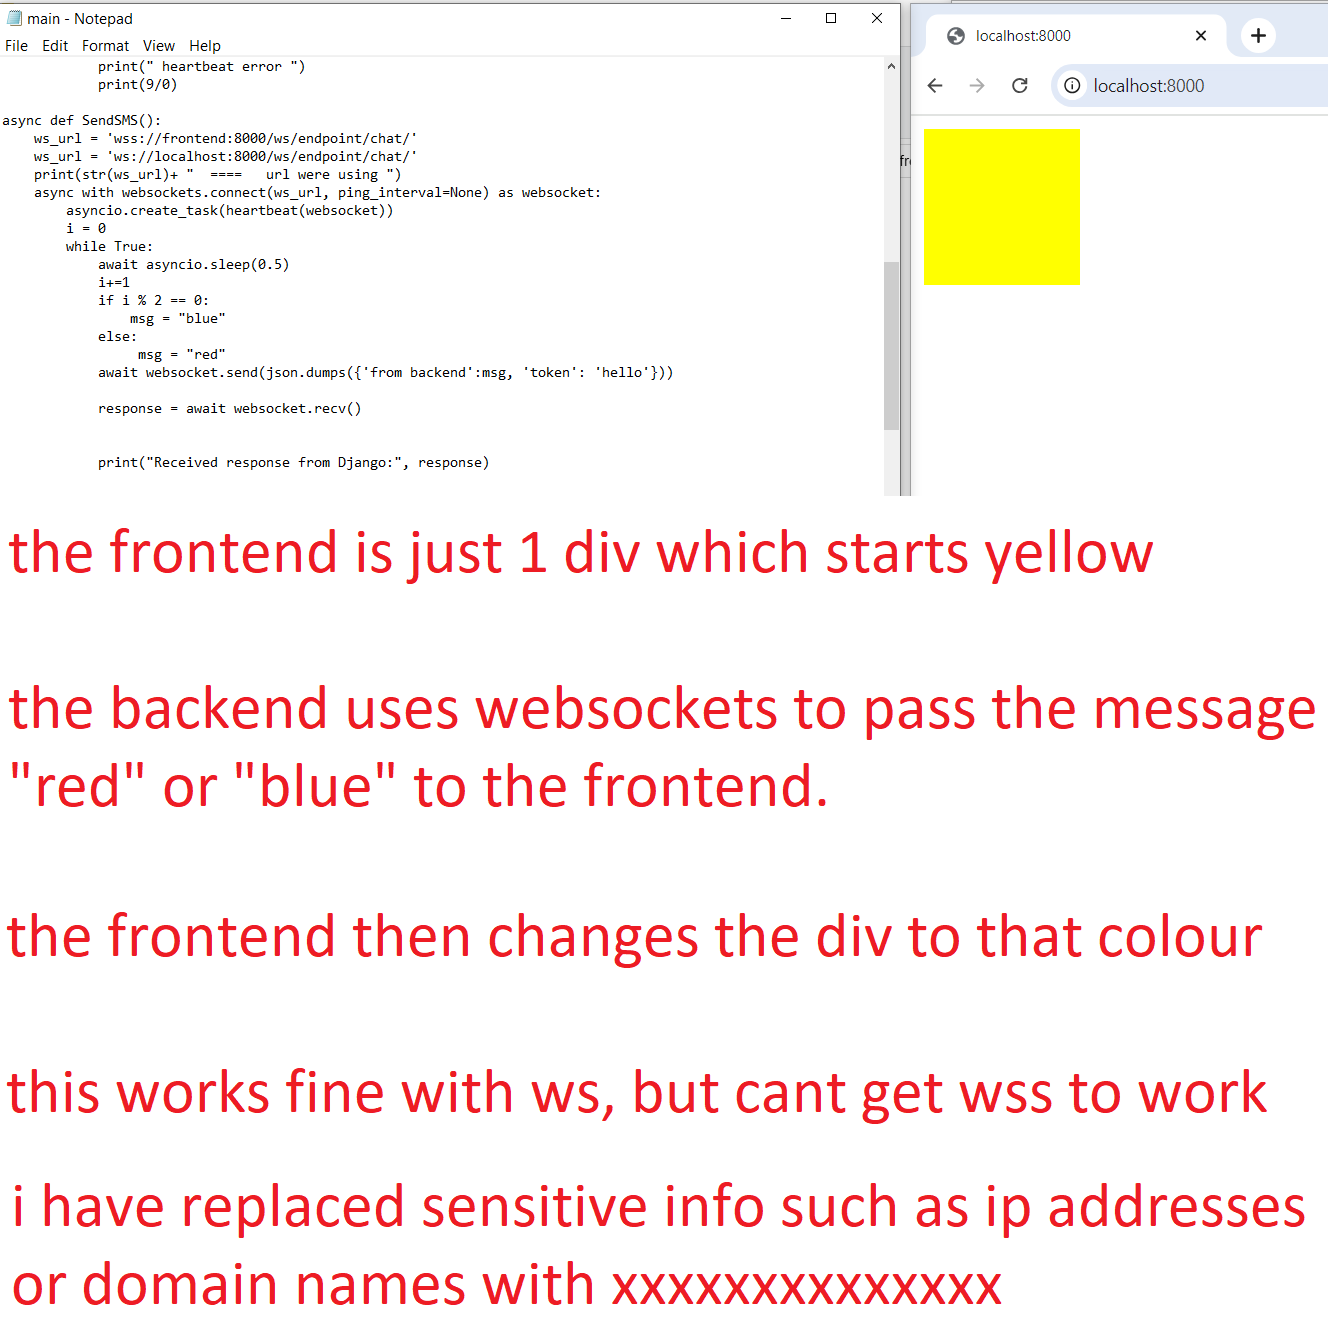 main - Notepad
File Edit Format View Help
print(" heartbeat error ")
print(9/0)
async def SendSMS():
ws_url = 'wss://frontend:8000/ws/endpoint/chat/'
ws_url = 'ws://localhost:8000/ws/endpoint/chat/'
print(str(ws_url)+ "  ====   url were using ")
async with websockets.connect(ws_url, ping_interval=None) as websocket:
asyncio.create_task(heartbeat(websocket))
i = 0
while True:
await asyncio.sleep(0.5)
i+=1
if i % 2 == 0:
msg = "blue"
else:
msg = "red"
await websocket.send(json.dumps({'from backend':msg, 'token': 'hello'}))
response = await websocket.recv()
print("Received response from Django:", response)
fr
localhost:8000
localhost:8000
the frontend is just 1 div which starts yellow
the backend uses websockets to pass the message
"red" or "blue" to the frontend.
the frontend then changes the div to that colour
this works fine with ws, but cant get wss to work
i have replaced sensitive info such as ip addresses
or domain names with xxxxxxxxxxxxxx